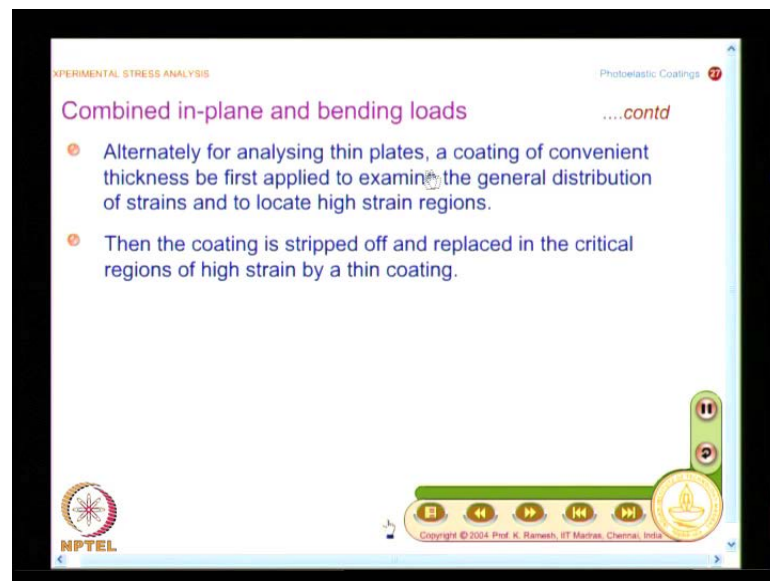 XPERIMENTAL STRESS ANALYSIS
Photoelastic Coatings 27
Combined in-plane and bending loads ....contd
Alternately for analysing thin plates, a coating of convenient
thickness be first applied to examine the general distribution
of strains and to locate high strain regions.
Then the coating is stripped off and replaced in the critical
regions of high strain by a thin coating.
NPTEL
Copyright © 2004 Prof. K. Ramesh, IIT Madras, Chennai, India